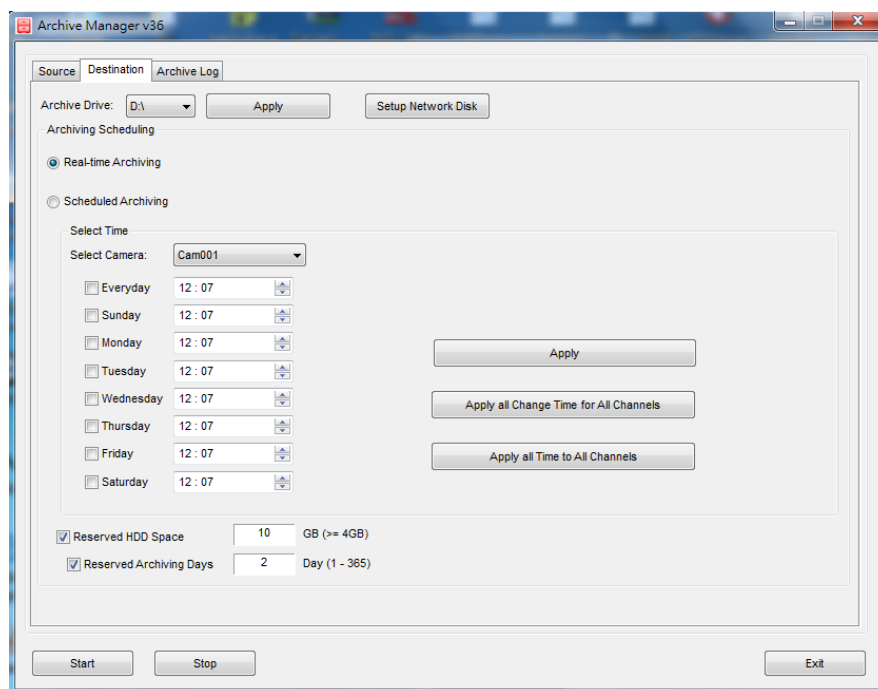 Archive Manager v36
Source Destination Archive Log
Archive Drive: D:\ Apply Setup Network Disk
Archiving Scheduling
Real-time Archiving
Scheduled Archiving
Select Time
Select Camera: Cam001
Everyday 12 : 07
Sunday 12 : 07
Monday 12 : 07
Apply
Tuesday 12 : 07
Wednesday 12 : 07
Apply all Change Time for All Channels
Thursday 12 : 07
Friday 12 : 07
Apply all Time to All Channels
Saturday 12 : 07
Reserved HDD Space 10 GB (>= 4GB)
Reserved Archiving Days 2 Day (1 - 365)
Start Stop Exit